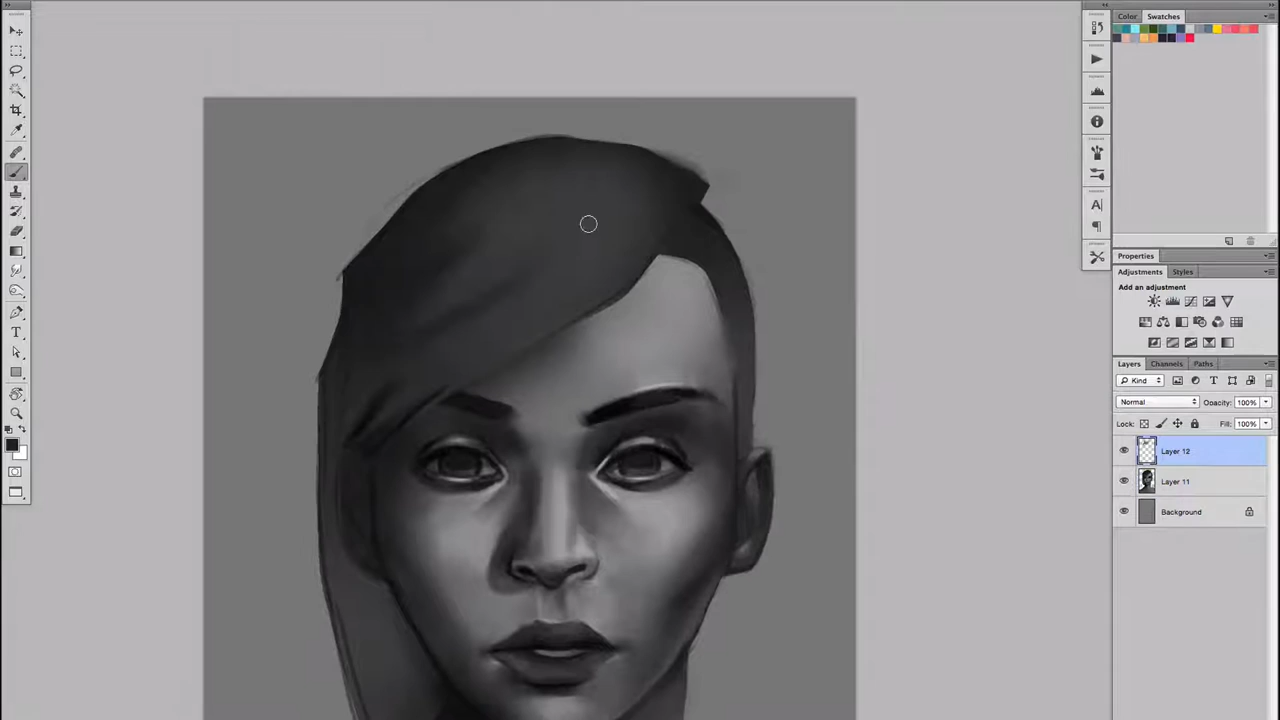 Color Swatches
Properties
Adjustments Styles
Add an adjustment
Layers Channels Paths
Kind
Normal Opacity: 100%
Lock: Fill: 100%
Layer 12
Layer 11
Background